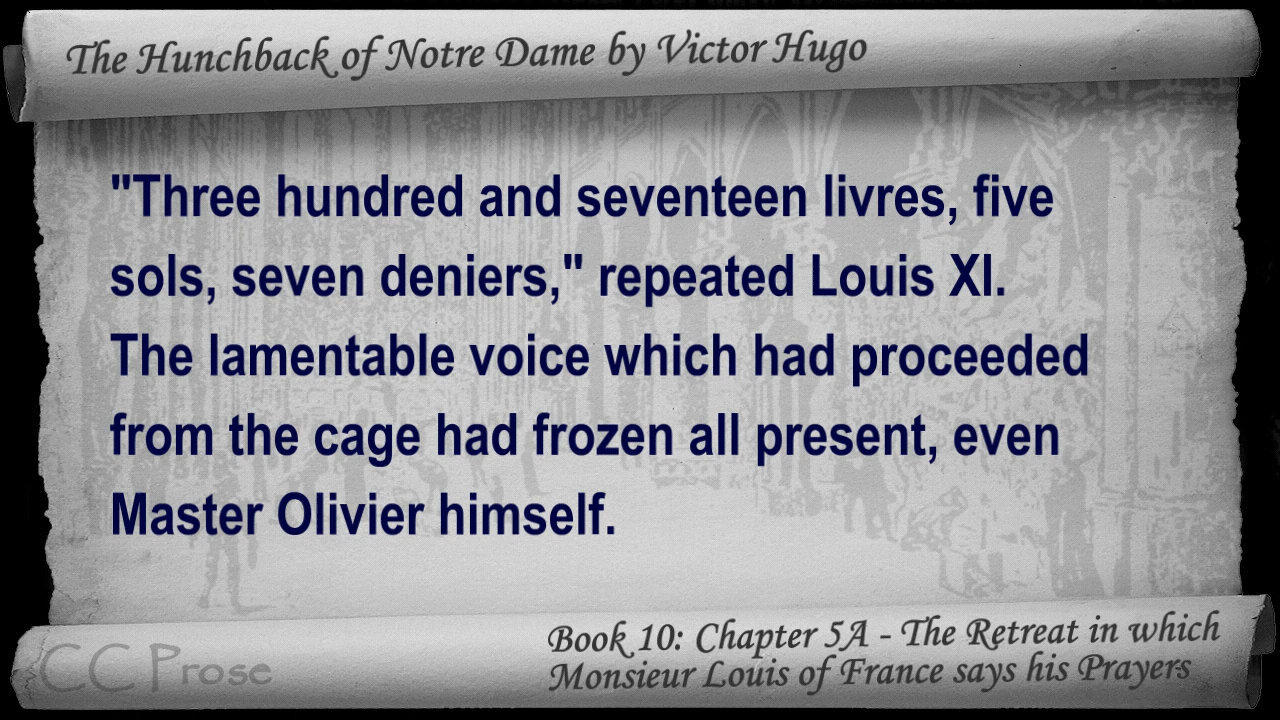 The Hunchback of Notre Dame by Victor Hugo
"Three hundred and seventeen livres, five
sols, seven deniers," repeated Louis XI.
The lamentable voice which had proceeded
from the cage had frozen all present, even
Master Olivier himself.
Book 10: Chapter 5A - The Retreat in which
Monsieur Louis of France says his Prayers
CC Prose